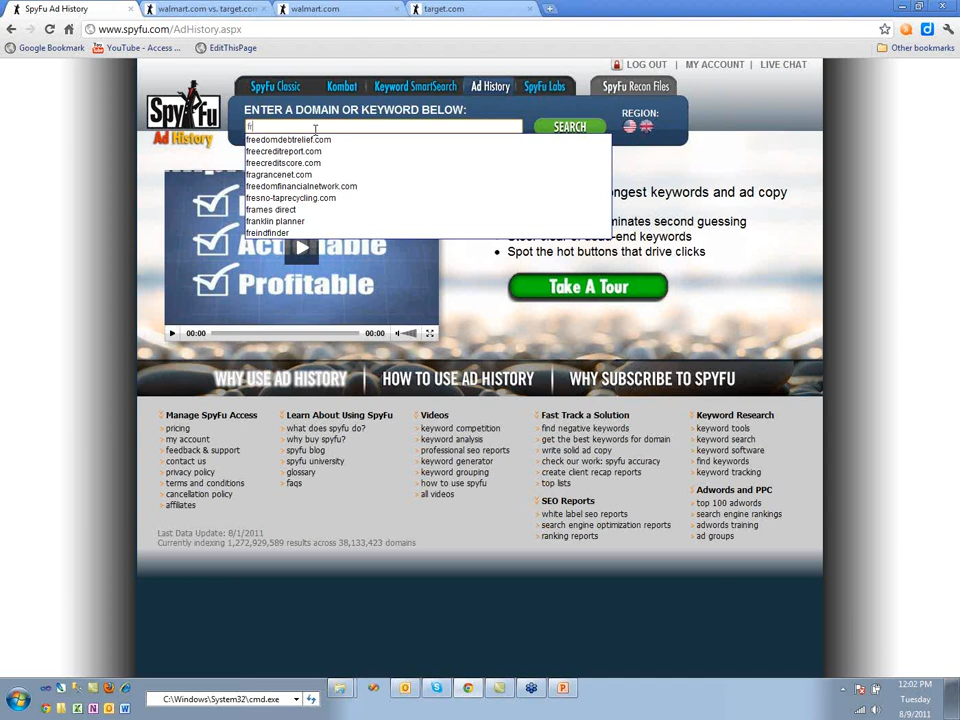 SpyFu Ad History
walmart.com vs. target.con
walmart.com
target.com
www.spyfu.com/AdHistory.aspx
Google Bookmark
YouTube - Access ...
EditThisPage
Other bookmarks
LOG OUT | MY ACCOUNT | LIVE CHAT
SpyFu Classic
Kombat
Keyword SmartSearch
Ad History
SpyFu Labs
SpyFu Recon Files
SpyFu
Ad History
ENTER A DOMAIN OR KEYWORD BELOW:
REGION:
fr
SEARCH
freedomdebtrelief.com
freecreditreport.com
freecreditscore.com
fragrancenet.com
freedomfinancialnetwork.com
fresno-taprecycling.com
frames direct
franklin planner
freindfinder
ngest keywords and ad copy
minates second guessing
keywords
• Spot the hot buttons that drive clicks
Profitable
Take A Tour
00:00
00:00
WHY USE AD HISTORY | HOW TO USE AD HISTORY | WHY SUBSCRIBE TO SPYFU
Manage SpyFu Access
pricing
my account
feedback & support
contact us
privacy policy
terms and conditions
cancellation policy
affiliates
Learn About Using SpyFu
what does spyfu do?
why buy spyfu?
spyfu blog
spyfu university
glossary
faqs
Videos
keyword competition
keyword analysis
professional seo reports
keyword generator
keyword grouping
how to use spyfu
all videos
Fast Track a Solution
find negative keywords
get the best keywords for domain
write solid ad copy
check our work: spyfu accuracy
create client recap reports
top lists
SEO Reports
white label seo reports
search engine optimization reports
ranking reports
Keyword Research
keyword tools
keyword search
keyword software
find keywords
keyword tracking
Adwords and PPC
top 100 adwords
search engine rankings
adwords training
ad groups
Last Data Update: 8/1/2011
Currently indexing 1,272,929,589 results across 38,133,423 domains
C:\Windows\System32\cmd.exe
12:02 PM
Tuesday
8/9/2011